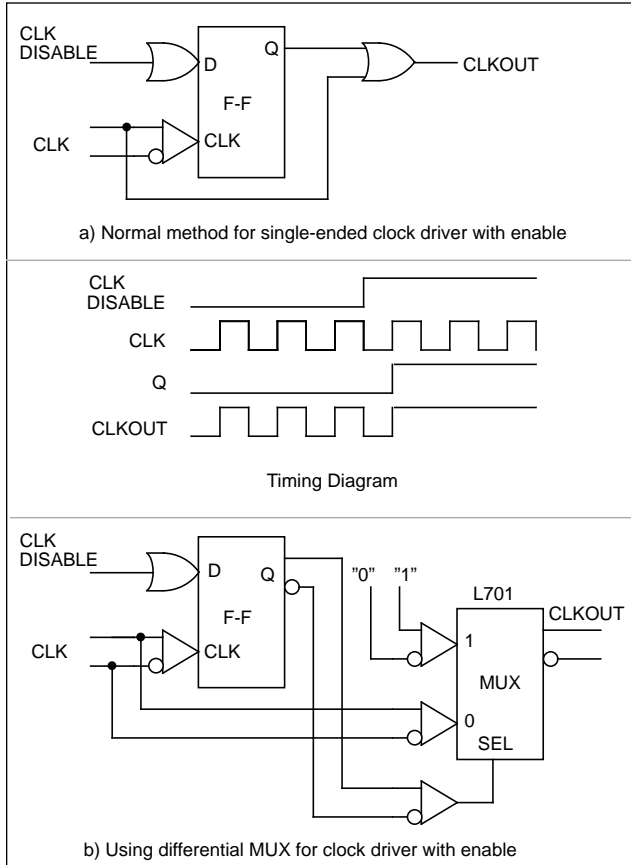 CLK
DISABLE
D
Q
F-F
CLK
CLK
CLKOUT
a) Normal method for single-ended clock driver with enable
CLK
DISABLE
CLK
Q
CLKOUT
Timing Diagram
CLK
DISABLE
D
Q
F-F
CLK
CLK
”0” ”1”
L701
CLKOUT
1
MUX
0
SEL
b) Using differential MUX for clock driver with enable